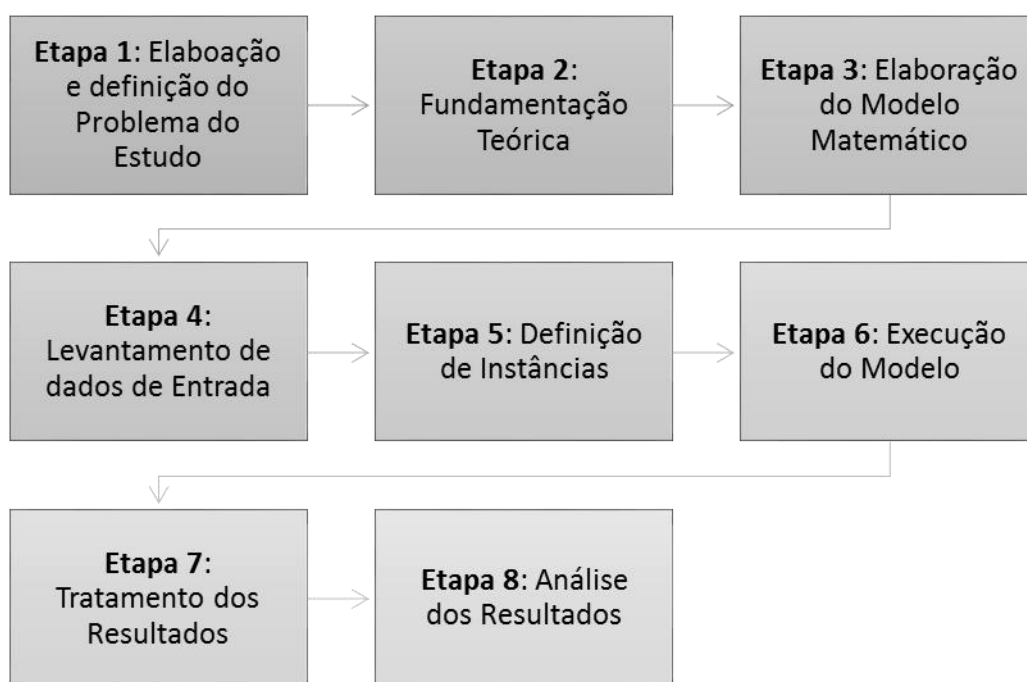 Etapa 1: Elaboação
e definição do
Problema do
Estudo
Etapa 2:
Fundamentação
Teórica
Etapa 3: Elaboração
do Modelo
Matemático
Etapa 4:
Levantamento de
dados de Entrada
Etapa 5: Definição
de Instâncias
Etapa 6: Execução
do Modelo
Etapa 7:
Tratamento dos
Resultados
Etapa 8: Análise
dos Resultados